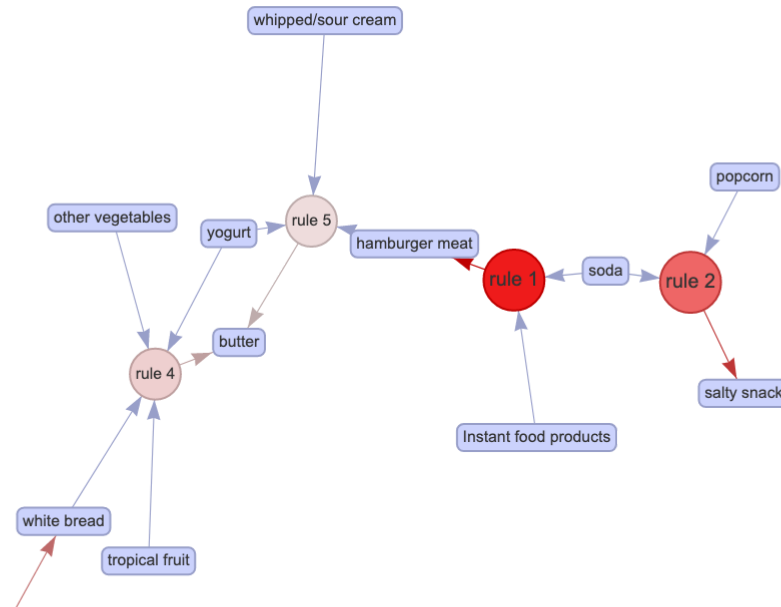 whipped/sour cream
popcorn
other vegetables
yogurt
rule 5
hamburger meat
soda
rule 1
rule 2
butter
rule 4
salty snack
Instant food products
white bread
tropical fruit